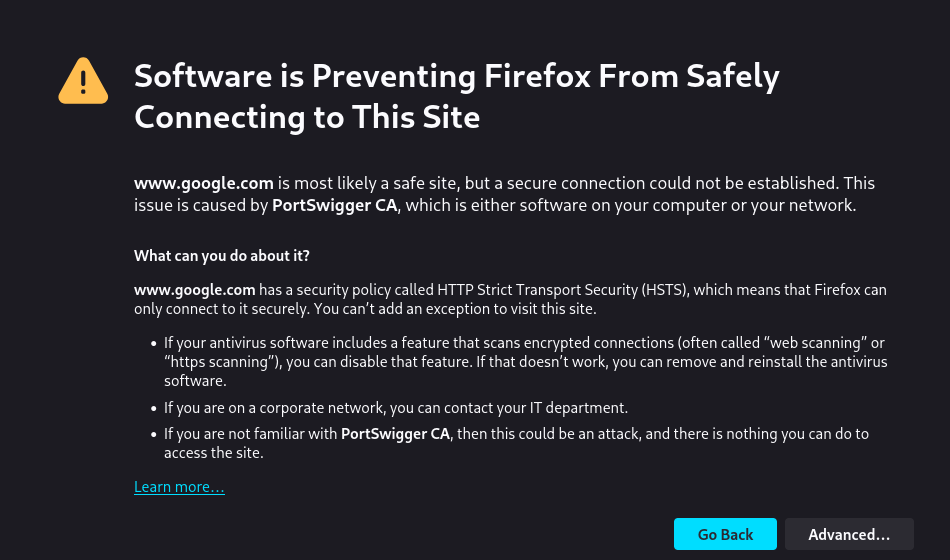 Software is Preventing Firefox From Safely
Connecting to This Site
www.google.com is most likely a safe site, but a secure connection could not be established. This
issue is caused by PortSwigger CA, which is either software on your computer or your network.
What can you do about it?
www.google.com has a security policy called HTTP Strict Transport Security (HSTS), which means that Firefox can
only connect to it securely. You can’t add an exception to visit this site.
• If your antivirus software includes a feature that scans encrypted connections (often called “web scanning” or
“https scanning”), you can disable that feature. If that doesn’t work, you can remove and reinstall the antivirus
software.
• If you are on a corporate network, you can contact your IT department.
• If you are not familiar with PortSwigger CA, then this could be an attack, and there is nothing you can do to
access the site.
Learn more…
Go Back
Advanced…